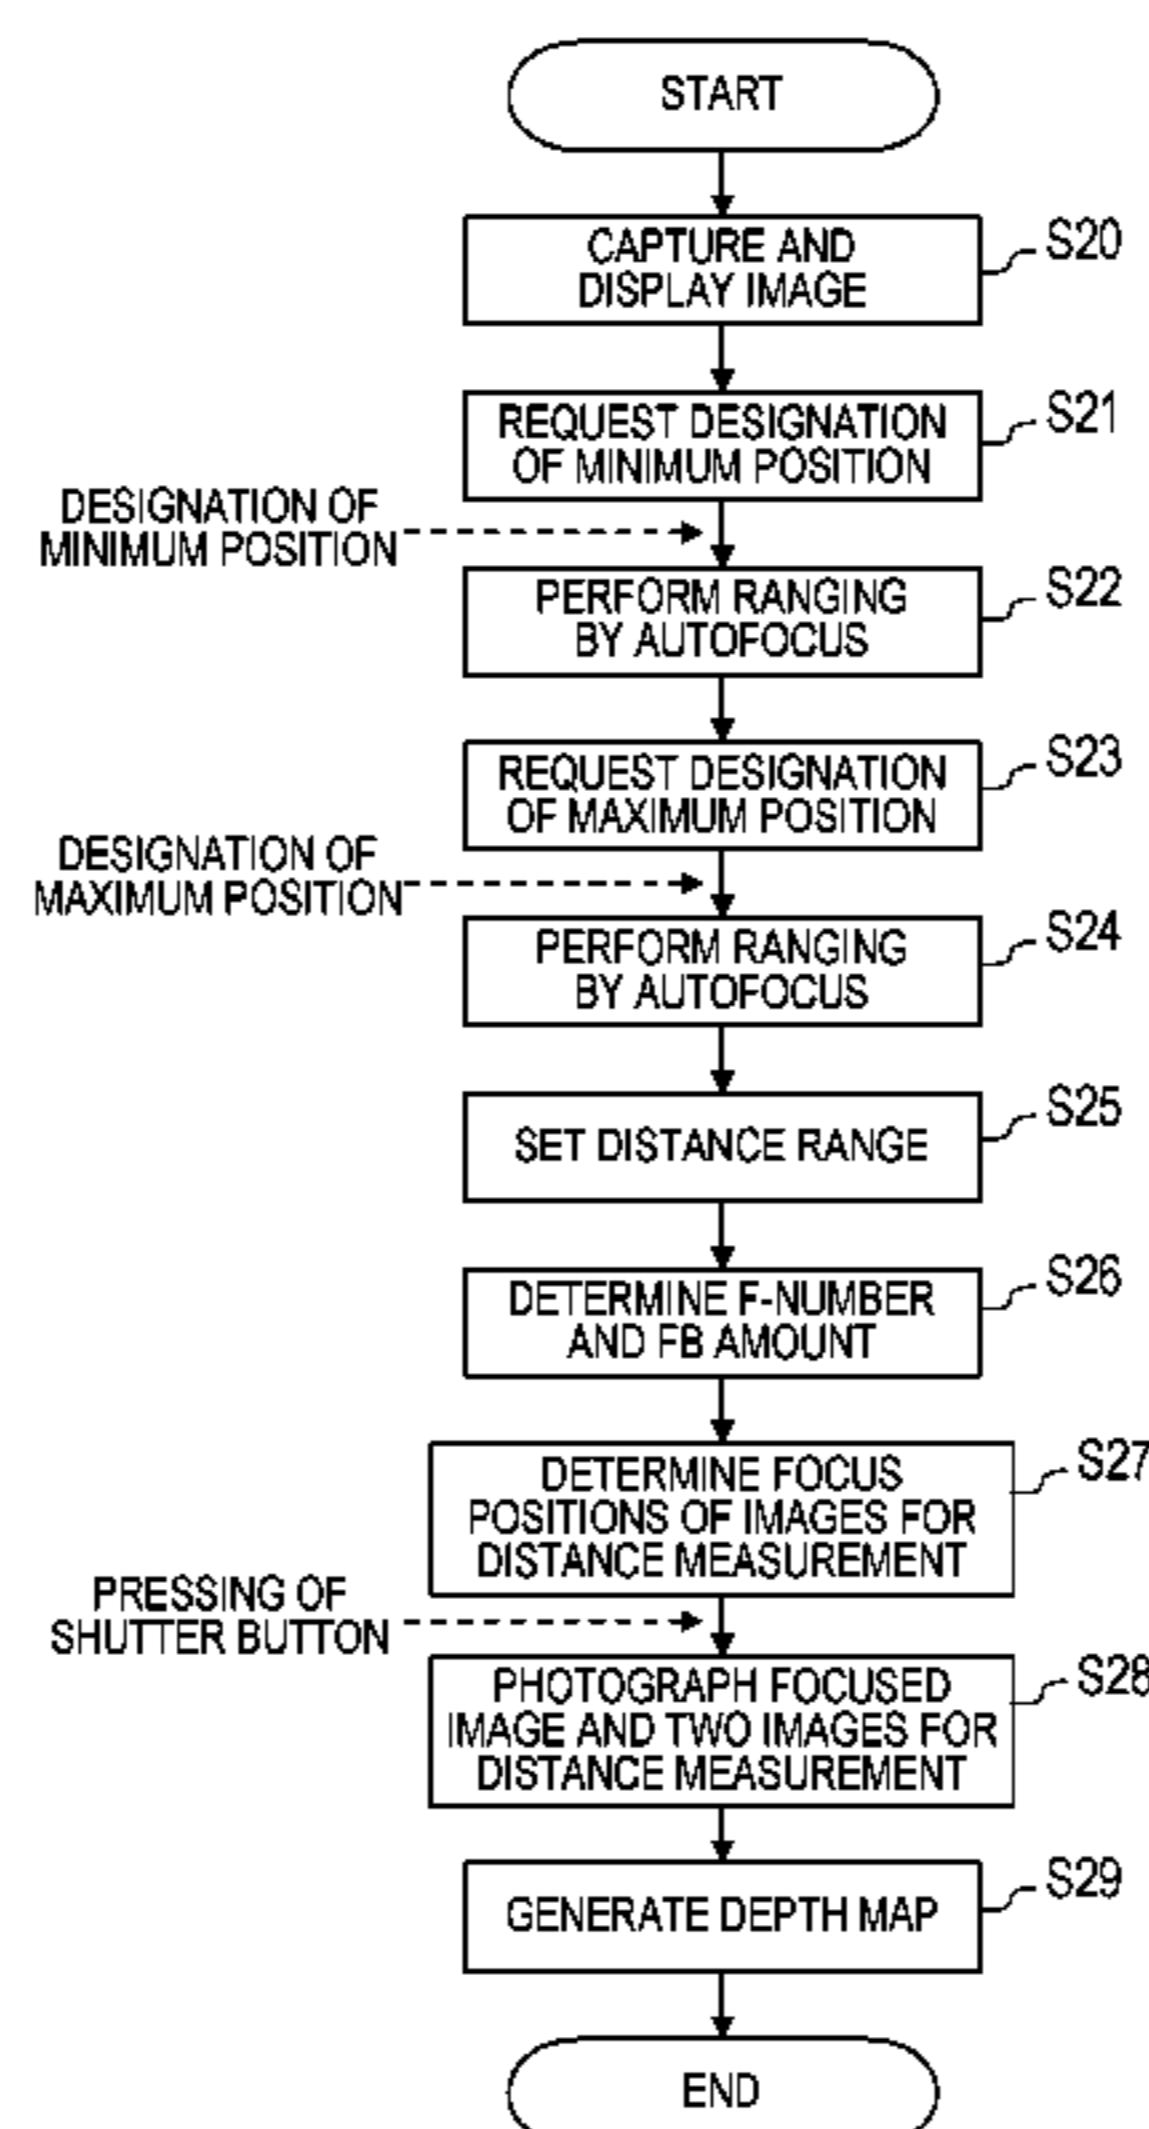 START
CAPTURE AND
DISPLAY IMAGE
S20
REQUEST DESIGNATION
OF MINIMUM POSITION
S21
DESIGNATION OF
MINIMUM POSITION
PERFORM RANGING
BY AUTOFOCUS
S22
REQUEST DESIGNATION
OF MAXIMUM POSITION
S23
DESIGNATION OF
MAXIMUM POSITION
PERFORM RANGING
BY AUTOFOCUS
S24
SET DISTANCE RANGE
S25
DETERMINE F-NUMBER
AND FB AMOUNT
S26
DETERMINE FOCUS
POSITIONS OF IMAGES FOR
DISTANCE MEASUREMENT
S27
PRESSING OF
SHUTTER BUTTON
PHOTOGRAPH FOCUSED
IMAGE AND TWO IMAGES FOR
DISTANCE MEASUREMENT
S28
GENERATE DEPTH MAP
S29
END